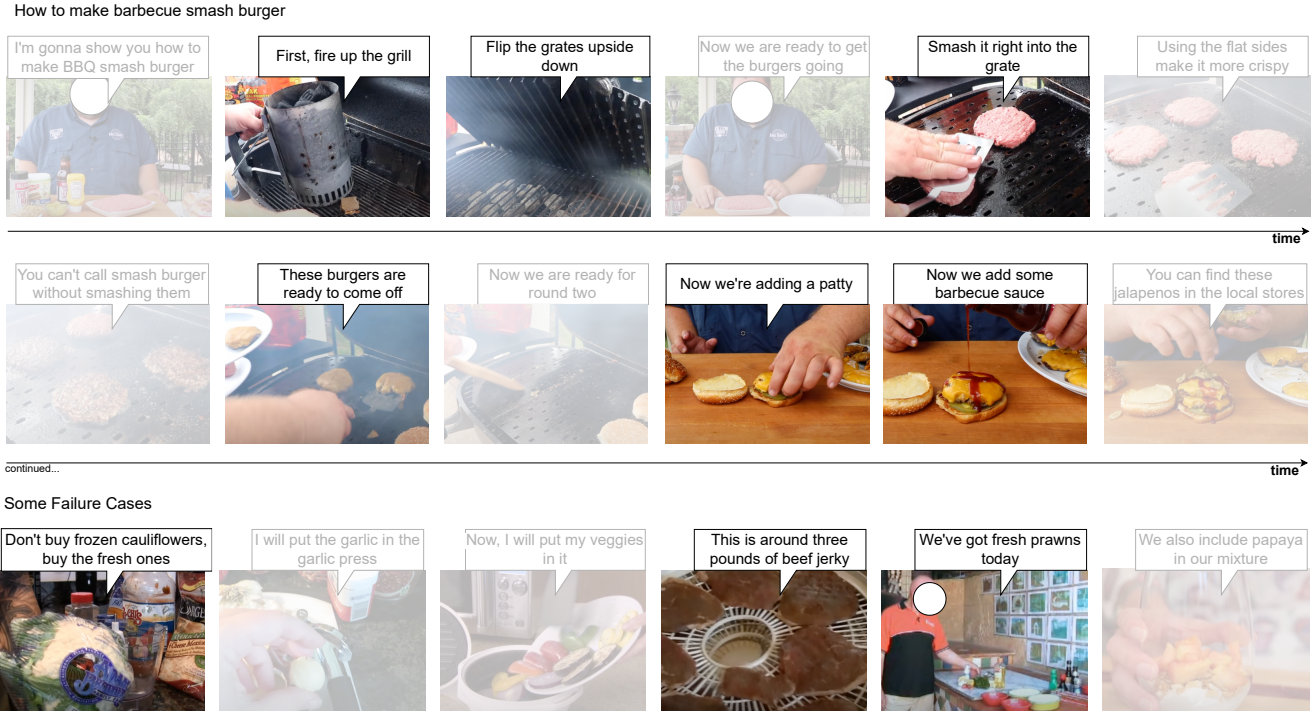 How to make barbecue smash burger
I'm gonna show you how to
make BBQ smash burger
First, fire up the grill
Flip the grates upside
down
Now we are ready to get
the burgers going
Smash it right into the
grate
Using the flat sides
make it more crispy
time
You can't call smash burger
without smashing them
These burgers are
ready to come off
Now we are ready for
round two
Now we're adding a patty
Now we add some
barbecue sauce
You can find these
jalapenos in the local stores
continued...
time
Some Failure Cases
Don't buy frozen cauliflowers,
buy the fresh ones
I will put the garlic in the
garlic press
Now, I will put my veggies
in it
This is around three
pounds of beef jerky
We've got fresh prawns
today
We also include papaya
in our mixture